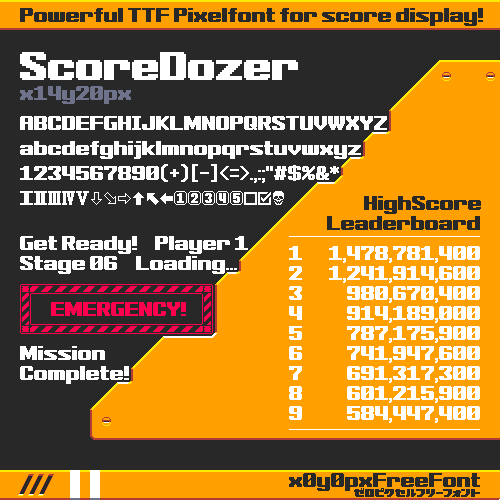 Powerful TTF Pixelfont for score display!
ScoreDozer
x14y20px
ABCDEFGHIJKLMNOPQRSTUVWXYZ
abcdefghijklmnopqrstuvwxyz
1234567890(+)[-]<=>.,:;"#$%&*
ⅠⅡⅢⅣⅤ⇩⇘⇨⬆⬉⬅①②③④⑤☐☑💀
HighScore
Leaderboard
Get Ready! Player 1
Stage 06 Loading...
EMERGENCY!
Mission
Complete!
1 1,478,781,400
2 1,241,914,600
3 980,670,400
4 914,189,000
5 787,175,900
6 741,947,600
7 691,317,300
8 601,215,900
9 584,447,400
///
x0y0pxFreeFont
ゼロピクセルフリーフォント